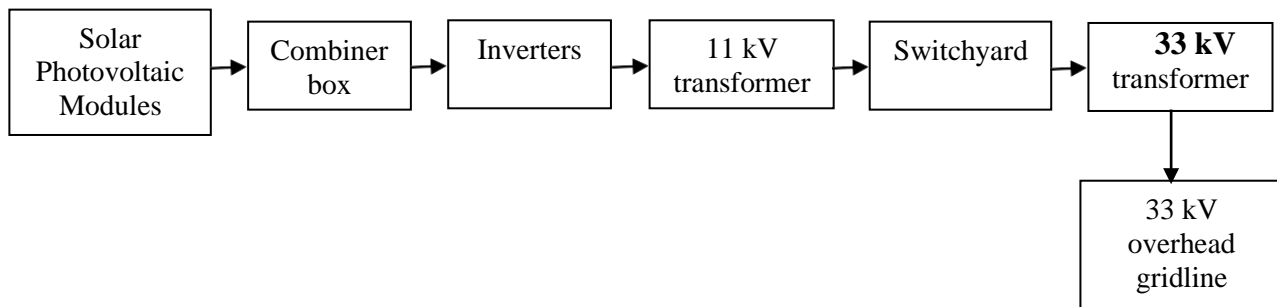 Solar
Photovoltaic
Modules
Combiner
box
Inverters
11 kV
transformer
Switchyard
33 kV
transformer
33 kV
overhead
gridline